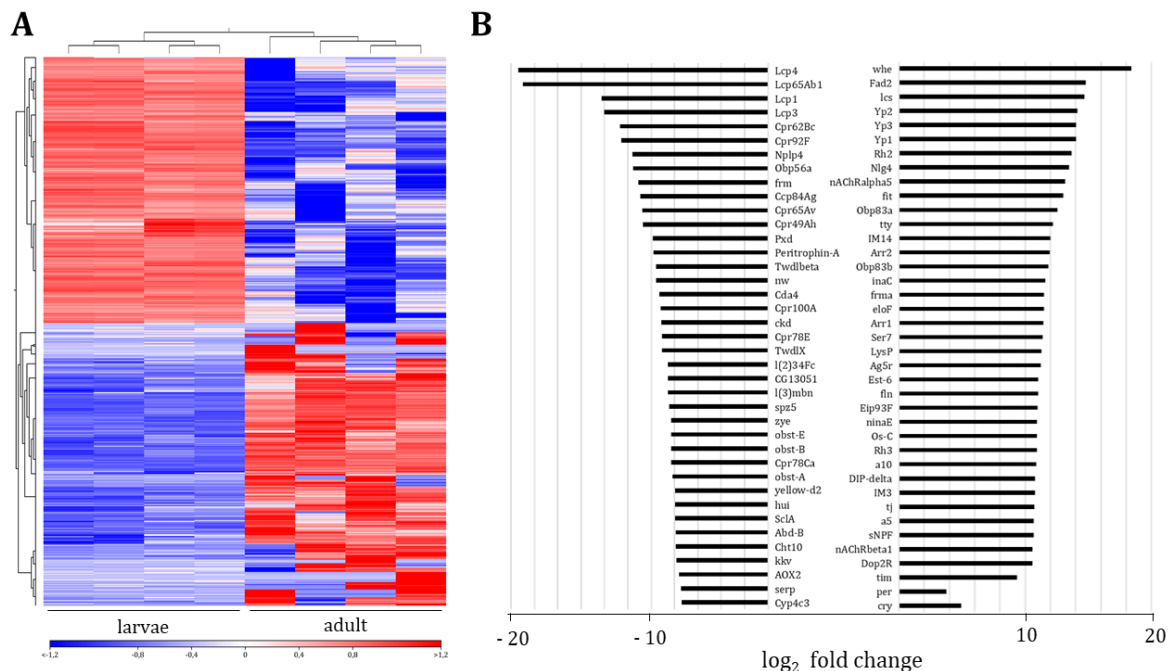 A
B
Lcp4
Lcp65Ab1
Lcp1
Lcp3
Cpr62Bc
Cpr92F
Nplp4
Obp56a
frm
Ccp84Ag
Cpr65Av
Cpr49Ah
Pxd
Peritrophin-A
Twdlbeta
nw
Cda4
Cpr100A
ckd
Cpr78E
TwdlX
l(2)34Fc
CG13051
l(3)mbn
spz5
zye
obst-E
obst-B
Cpr78Ca
obst-A
yellow-d2
hui
SclA
Abd-B
Cht10
kkv
AOX2
serp
Cyp4c3
whe
Fad2
lcs
Yp2
Yp3
Yp1
Rh2
Nlg4
nAChRalpha5
fit
Obp83a
tty
IM14
Arr2
Obp83b
inaC
frma
eloF
Arr1
Ser7
LysP
Ag5r
Est-6
fln
Eip93F
ninaE
Os-C
Rh3
a10
DIP-delta
IM3
tj
a5
sNPF
nAChRbeta1
Dop2R
tim
per
cry
larvae adult
<-1,2 -0,8 -0,4 0 0,4 0,8 >1,2
- 20 - 10 10 20
log2 fold change